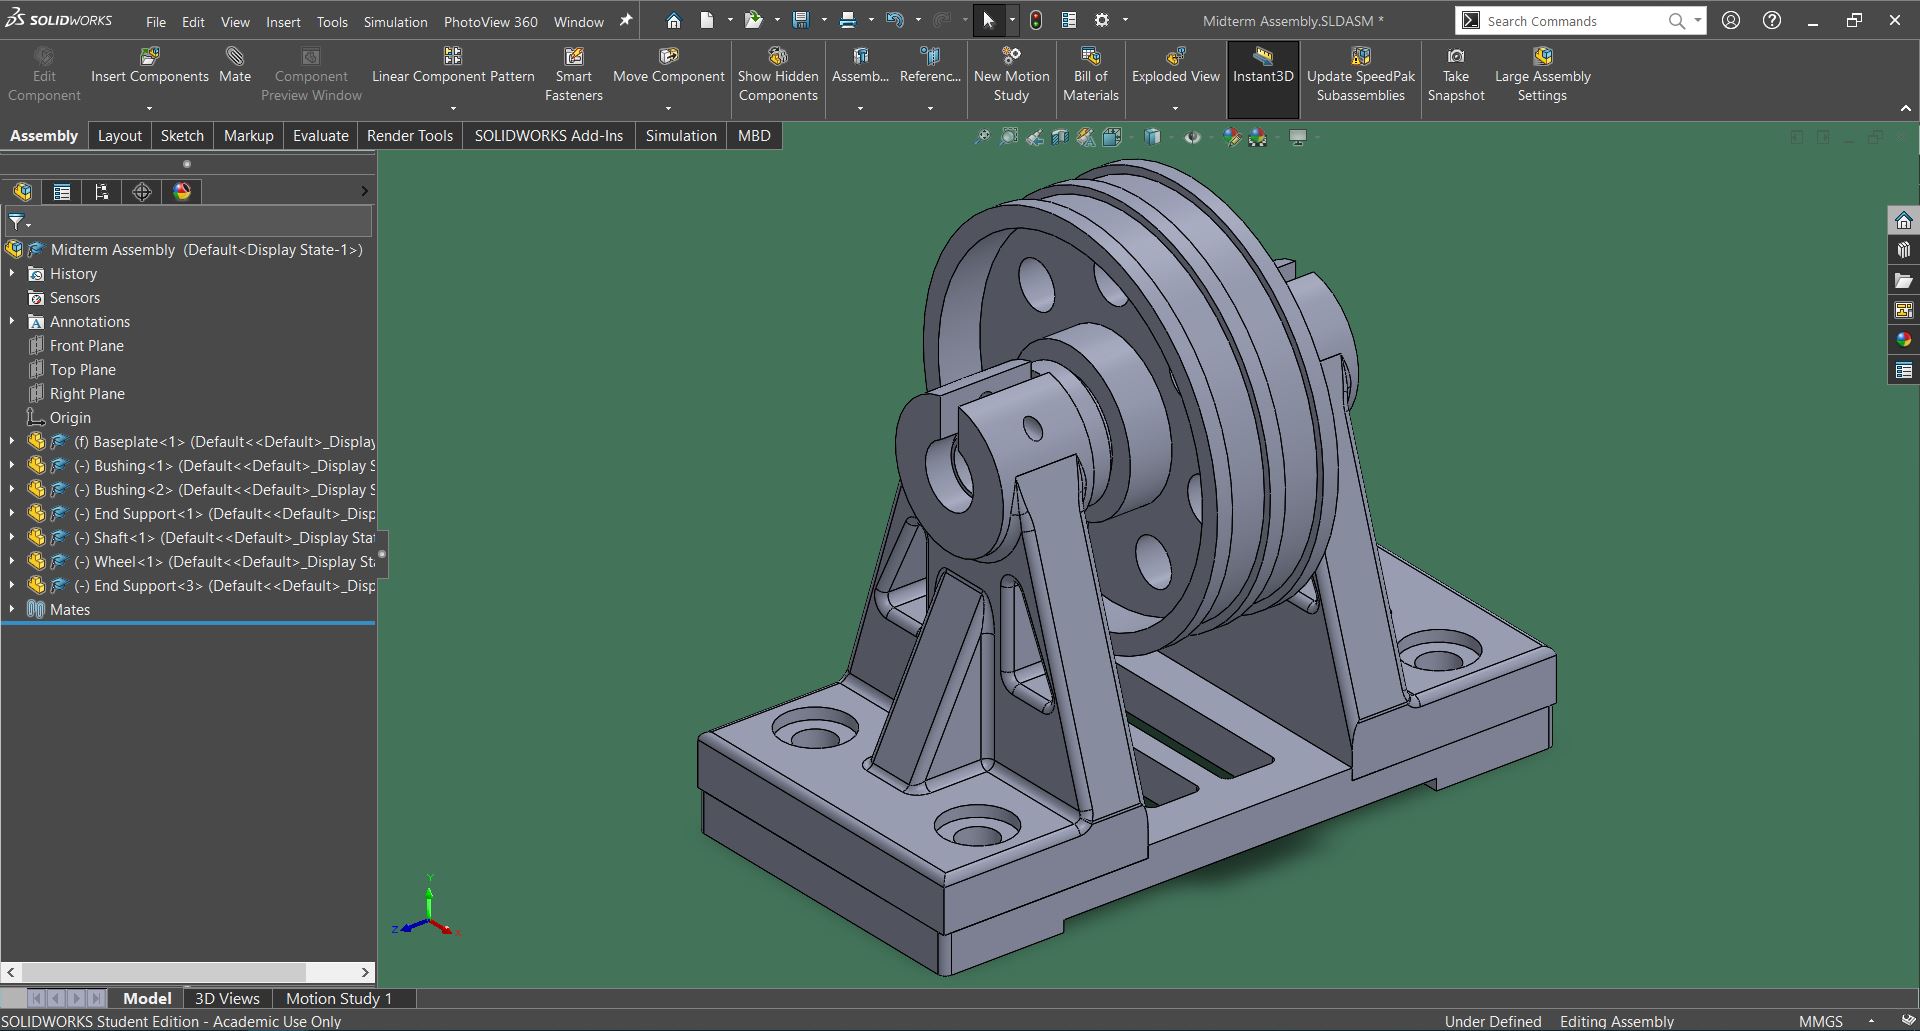 SOLIDWORKS File Edit View Insert Tools Simulation PhotoView 360 Window Midterm Assembly.SLDASM * Search Commands
Edit Component
Insert Components
Mate
Component Preview Window
Linear Component Pattern
Smart Fasteners
Move Component
Show Hidden Components
Assemb...
Referenc...
New Motion Study
Bill of Materials
Exploded View
Instant3D
Update SpeedPak Subassemblies
Take Snapshot
Large Assembly Settings
Assembly Layout Sketch Markup Evaluate Render Tools SOLIDWORKS Add-Ins Simulation MBD
Midterm Assembly (Default<Display State-1>)
History
Sensors
A Annotations
Front Plane
Top Plane
Right Plane
Origin
(f) Baseplate<1> (Default<<Default>_Display
(-) Bushing<1> (Default<<Default>_Display S
(-) Bushing<2> (Default<<Default>_Display S
(-) End Support<1> (Default<<Default>_Disp
(-) Shaft<1> (Default<<Default>_Display Sta
(-) Wheel<1> (Default<<Default>_Display St
(-) End Support<3> (Default<<Default>_Disp
Mates
Y
Z X
Model 3D Views Motion Study 1
SOLIDWORKS Student Edition - Academic Use Only Under Defined Editing Assembly MMGS